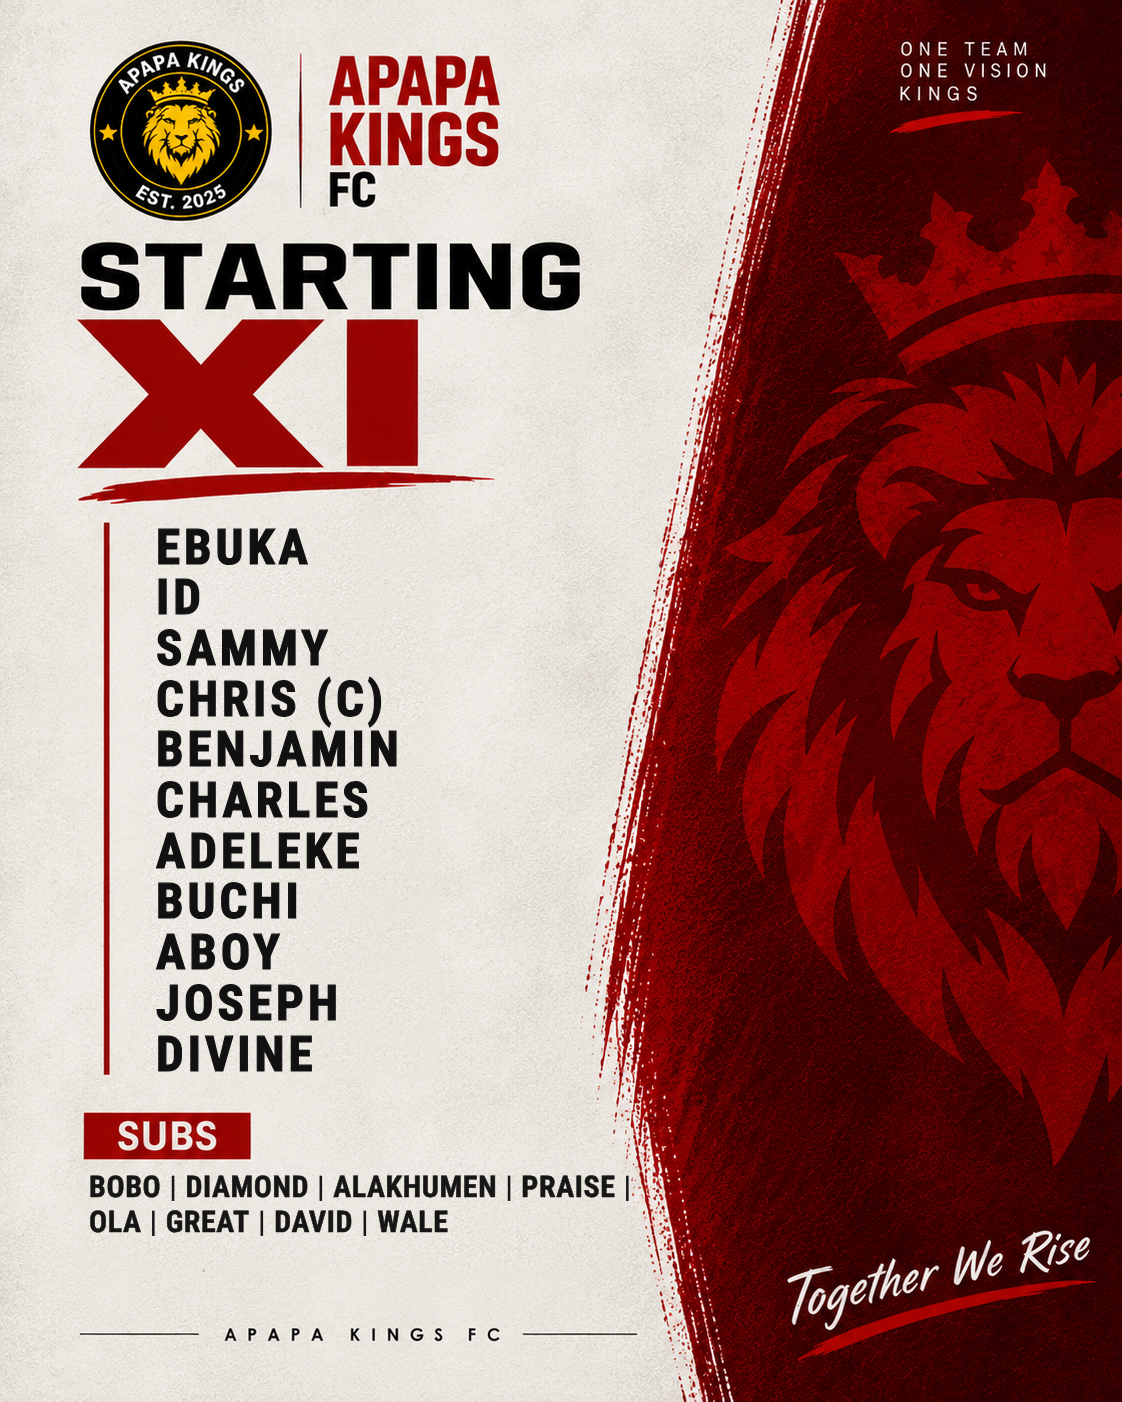 APAPA KINGS
EST. 2025
APAPA
KINGS
FC
ONE TEAM
ONE VISION
KINGS
STARTING
XI
EBUKA
ID
SAMMY
CHRIS (C)
BENJAMIN
CHARLES
ADELEKE
BUCHI
ABOY
JOSEPH
DIVINE
SUBS
BOBO | DIAMOND | ALAKHUMEN | PRAISE |
OLA | GREAT | DAVID | WALE
Together We Rise
APAPA KINGS FC